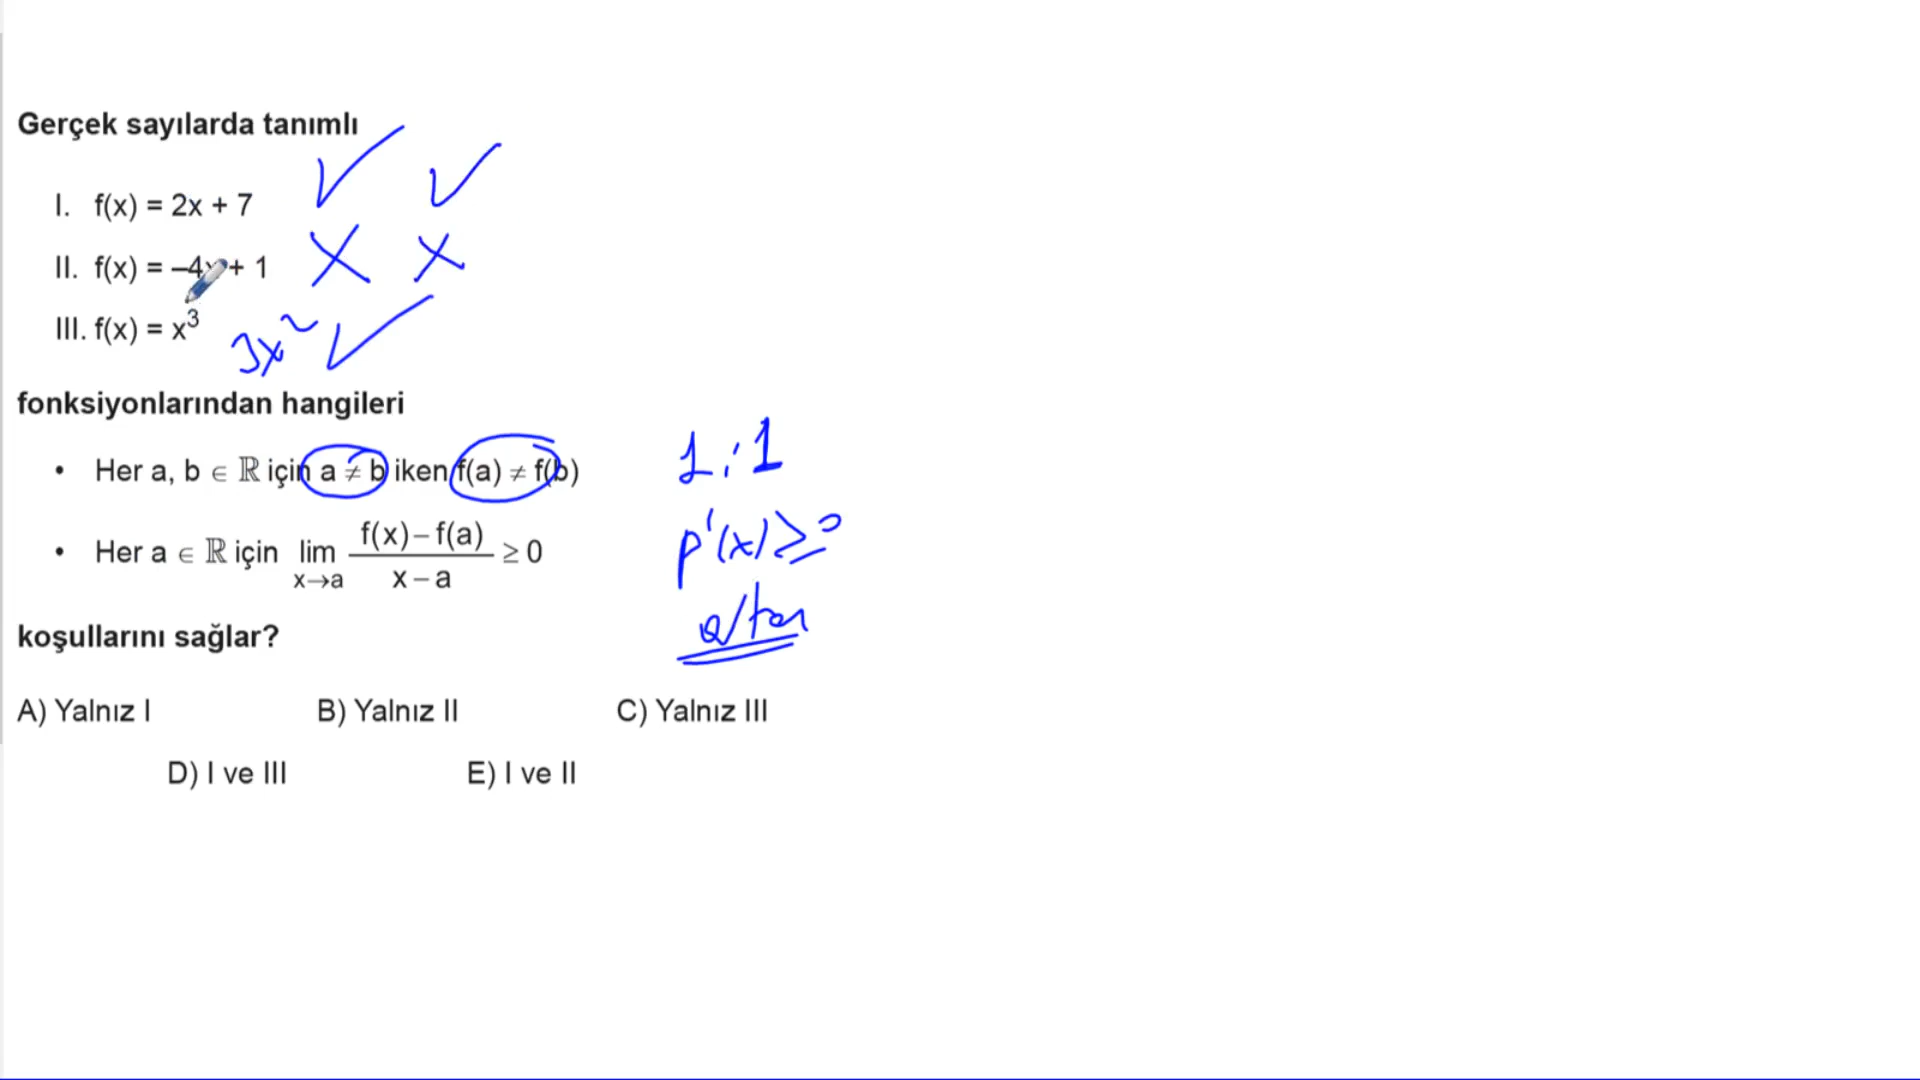 Gerçek sayılarda tanımlı
I. f(x) = 2x + 7
II. f(x) = –4x + 1
III. f(x) = x³
3x²
fonksiyonlarından hangileri
• Her a, b ∈ ℝ için a ≠ b iken f(a) ≠ f(b)
1:1
• Her a ∈ ℝ için lim x→a f(x) – f(a) / x – a ≥ 0
f'(x) ≥ 0
artan
koşullarını sağlar?
A) Yalnız I B) Yalnız II C) Yalnız III
D) I ve III E) I ve II